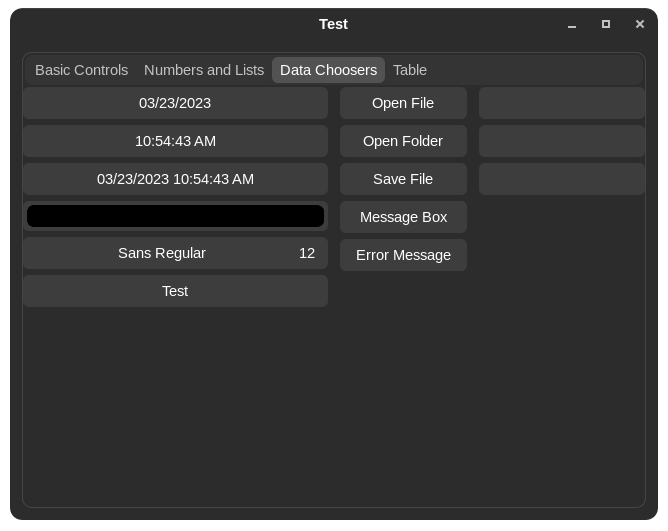 Test
Basic Controls Numbers and Lists Data Choosers Table
03/23/2023 Open File
10:54:43 AM Open Folder
03/23/2023 10:54:43 AM Save File
Message Box
Sans Regular 12 Error Message
Test